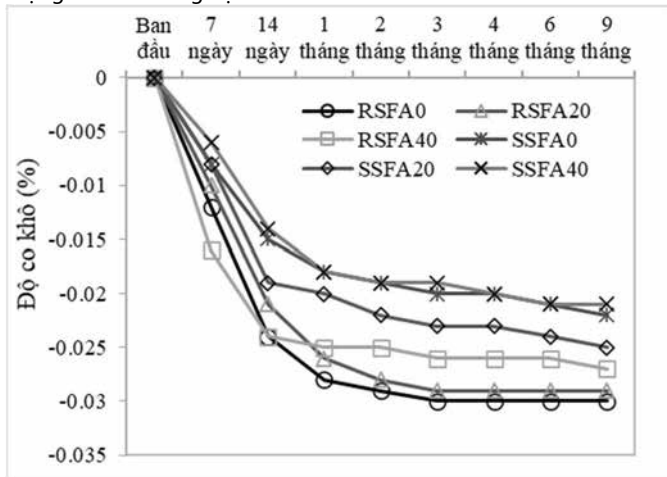 Ban 7 14 1 2 3 4 6 9
đầu ngày ngày tháng tháng tháng tháng tháng tháng
0
-0.005
-0.01
-0.015
-0.02
-0.025
-0.03
-0.035
Độ co khô (%)
RSFA0 RSFA20
RSFA40 SSFA0
SSFA20 SSFA40